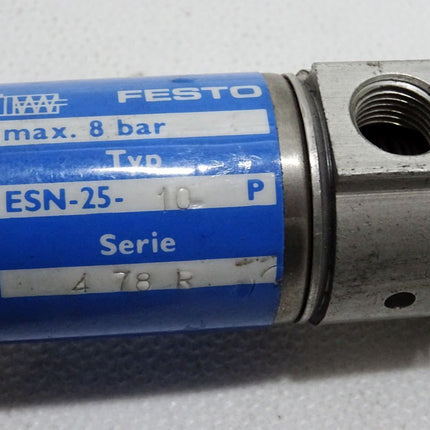 FESTO
max. 8 bar
Typ
ESN-25- 10 P
Serie
4 78 R